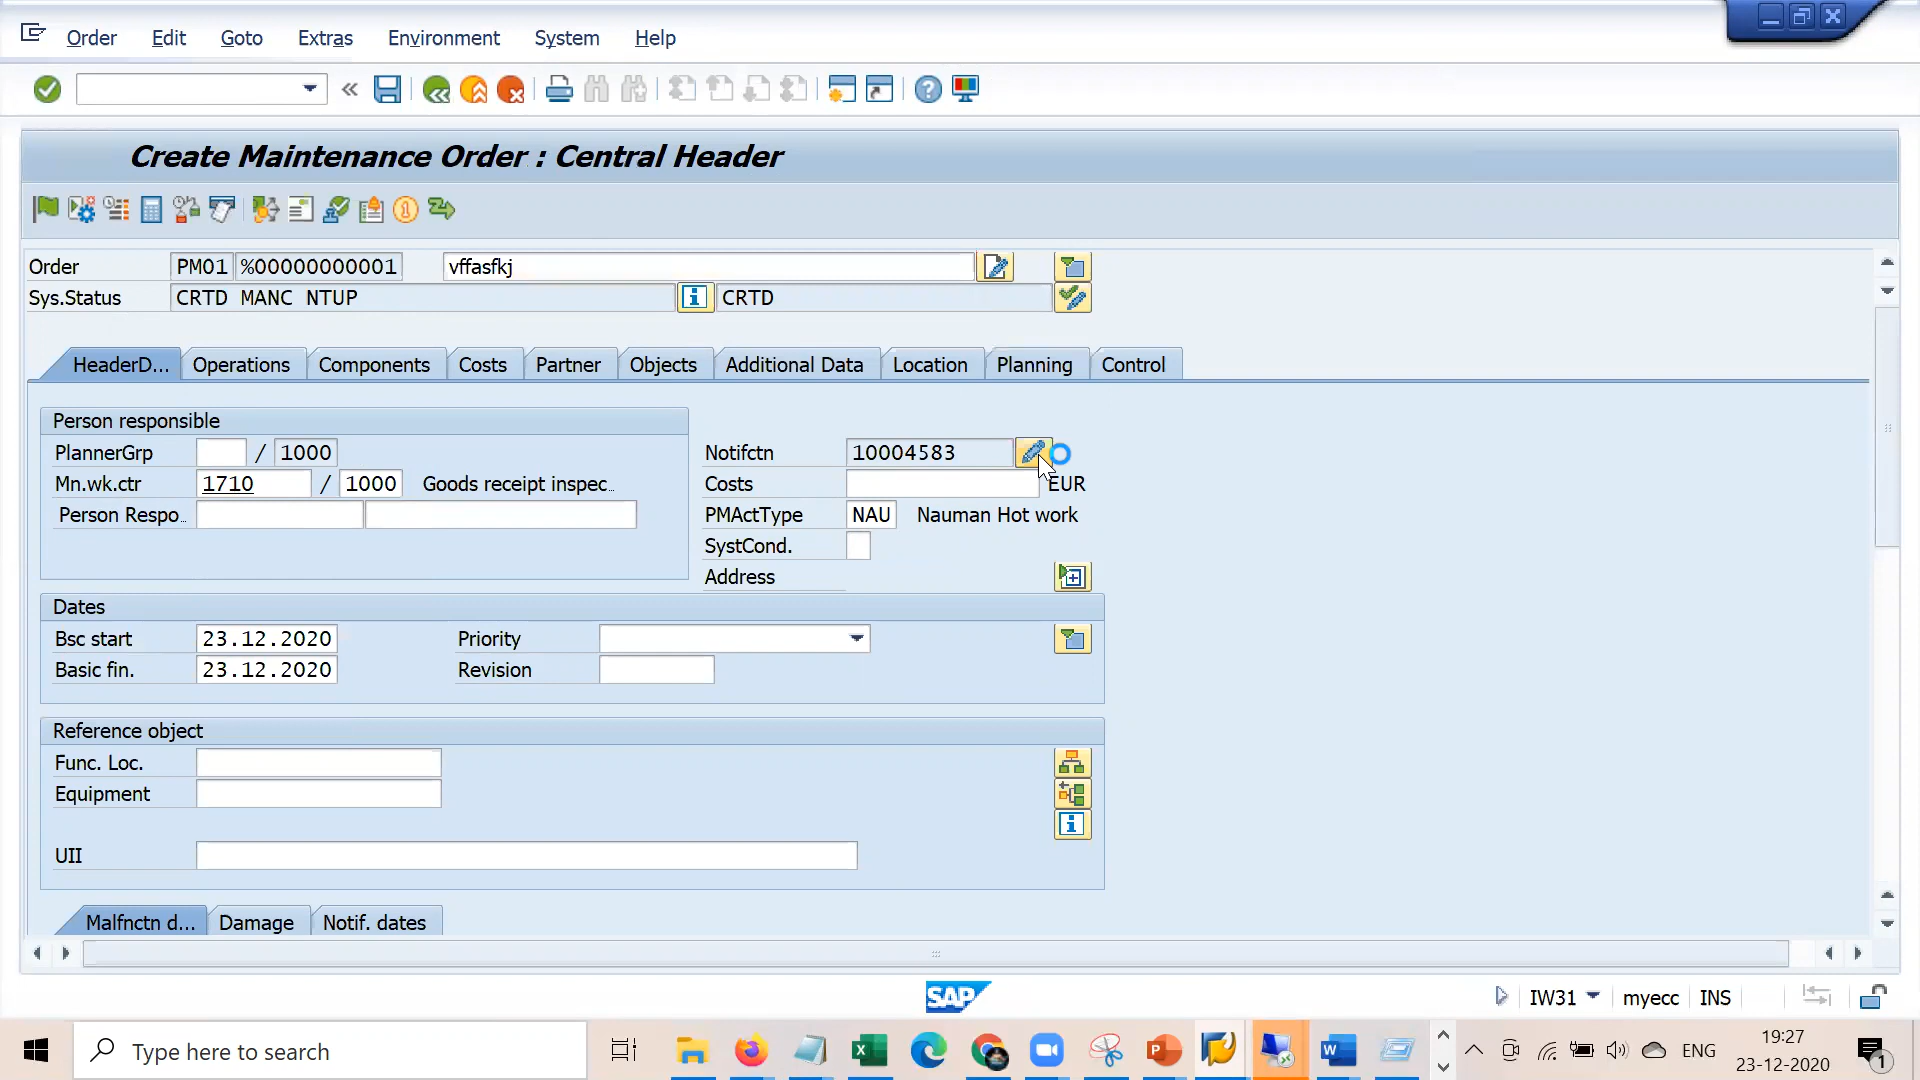 Order Edit Goto Extras Environment System Help
Create Maintenance Order : Central Header
Order PM01 %00000000001 vffasfkj
Sys.Status CRTD MANC NTUP CRTD
HeaderD... Operations Components Costs Partner Objects Additional Data Location Planning Control
Person responsible
PlannerGrp / 1000 Notifctn 10004583
Mn.wk.ctr 1710 / 1000 Goods receipt inspec.. Costs EUR
Person Respo.. PMActType NAU Nauman Hot work
SystCond.
Address
Dates
Bsc start 23.12.2020 Priority
Basic fin. 23.12.2020 Revision
Reference object
Func. Loc.
Equipment
UII
Malfnctn d... Damage Notif. dates
SAP IW31 myecc INS
Type here to search ENG 19:27
23-12-2020 1